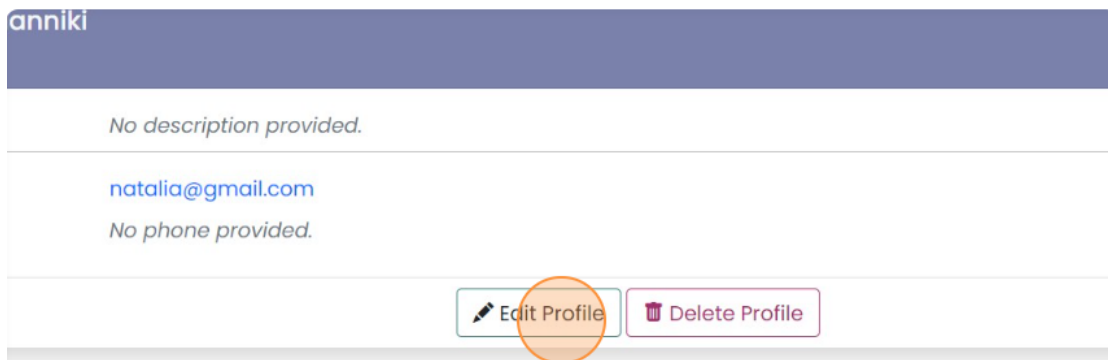 anniki
No description provided.
natalia@gmail.com
No phone provided.
Edit Profile
Delete Profile